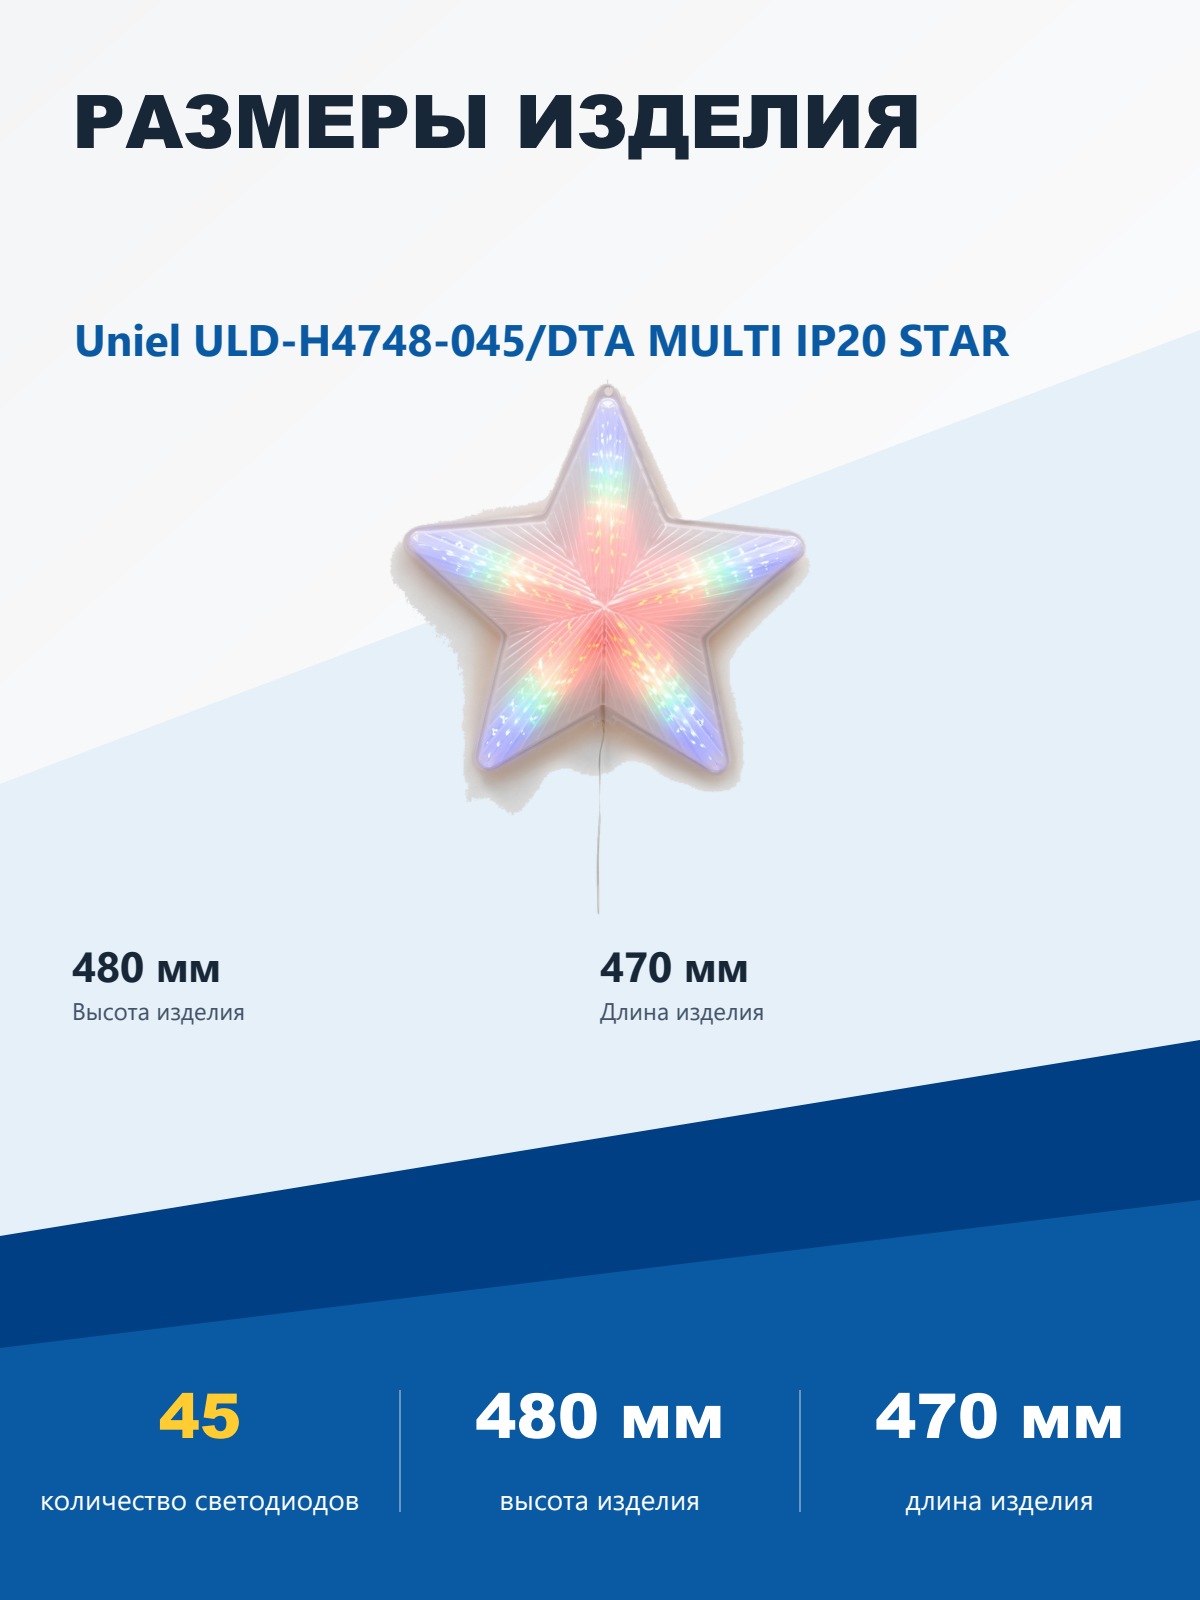 РАЗМЕРЫ ИЗДЕЛИЯ
Uniel ULD-H4748-045/DTA MULTI IP20 STAR
480 мм
Высота изделия
470 мм
Длина изделия
45
количество светодиодов
480 мм
высота изделия
470 мм
длина изделия